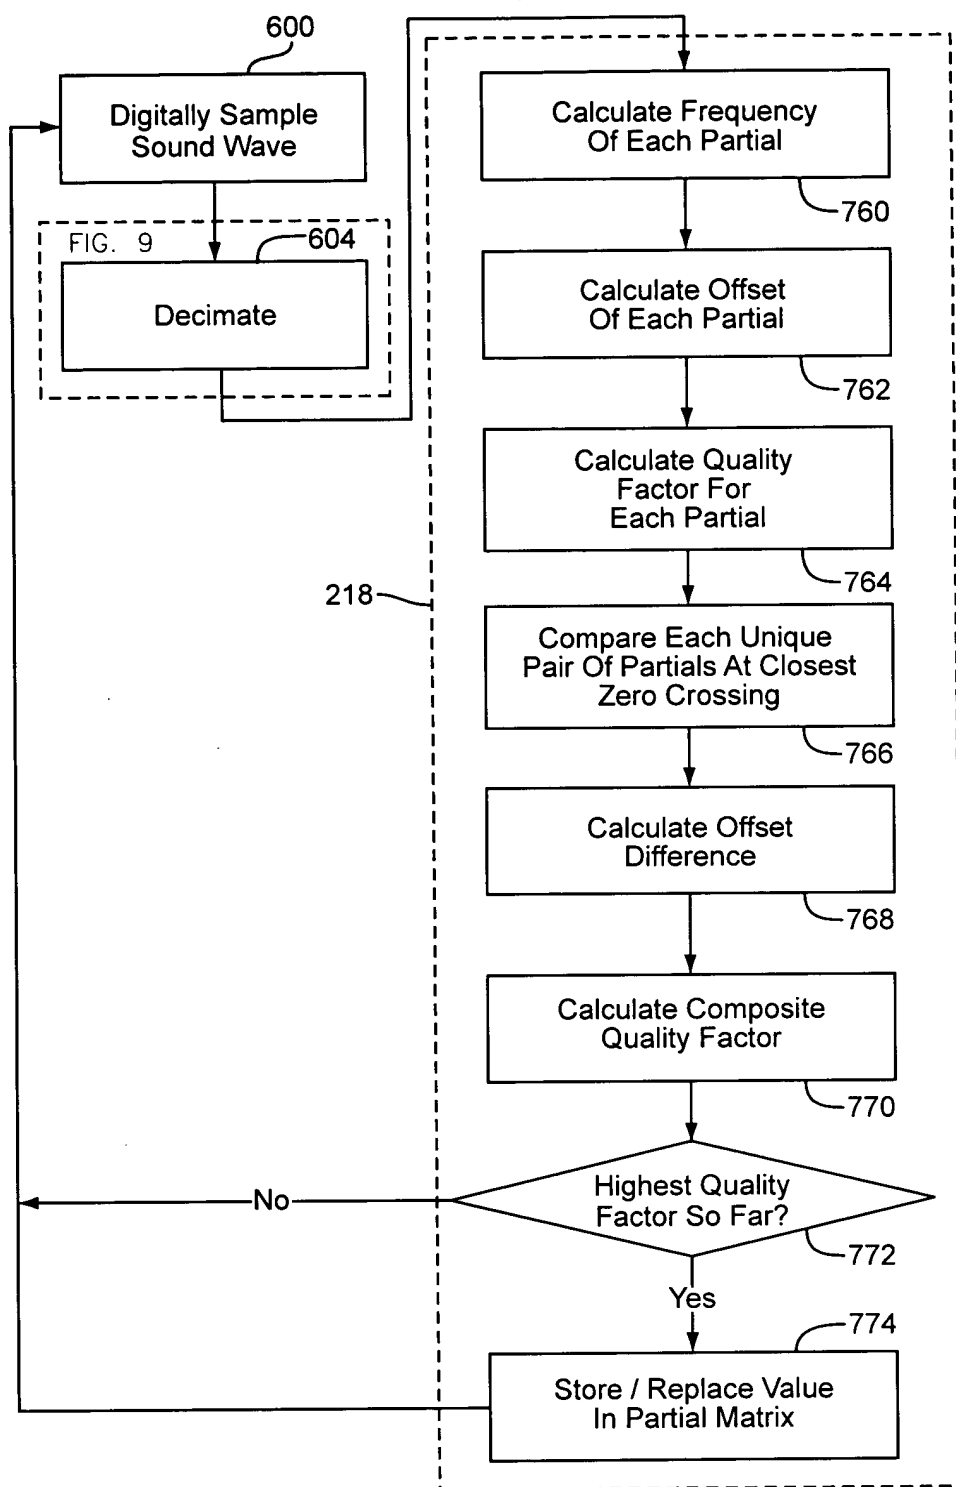 600
Digitally Sample
Sound Wave
FIG. 9
604
Decimate
Calculate Frequency
Of Each Partial
760
Calculate Offset
Of Each Partial
762
Calculate Quality
Factor For
Each Partial
764
218
Compare Each Unique
Pair Of Partials At Closest
Zero Crossing
766
Calculate Offset
Difference
768
Calculate Composite
Quality Factor
770
Highest Quality
Factor So Far?
No
772
Yes
774
Store / Replace Value
In Partial Matrix